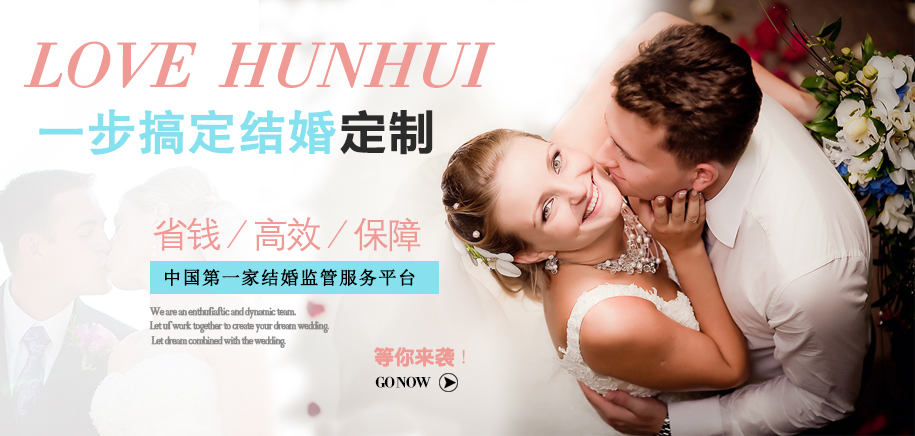 LOVE HUNHUI
一步搞定结婚定制
省钱/高效/保障
中国第一家结婚监管服务平台
We are an enthufiaftic and dynamic team.
Let uf work together to create your dream wedding.
Let dream combined with the wedding.
等你来袭！
GO NOW